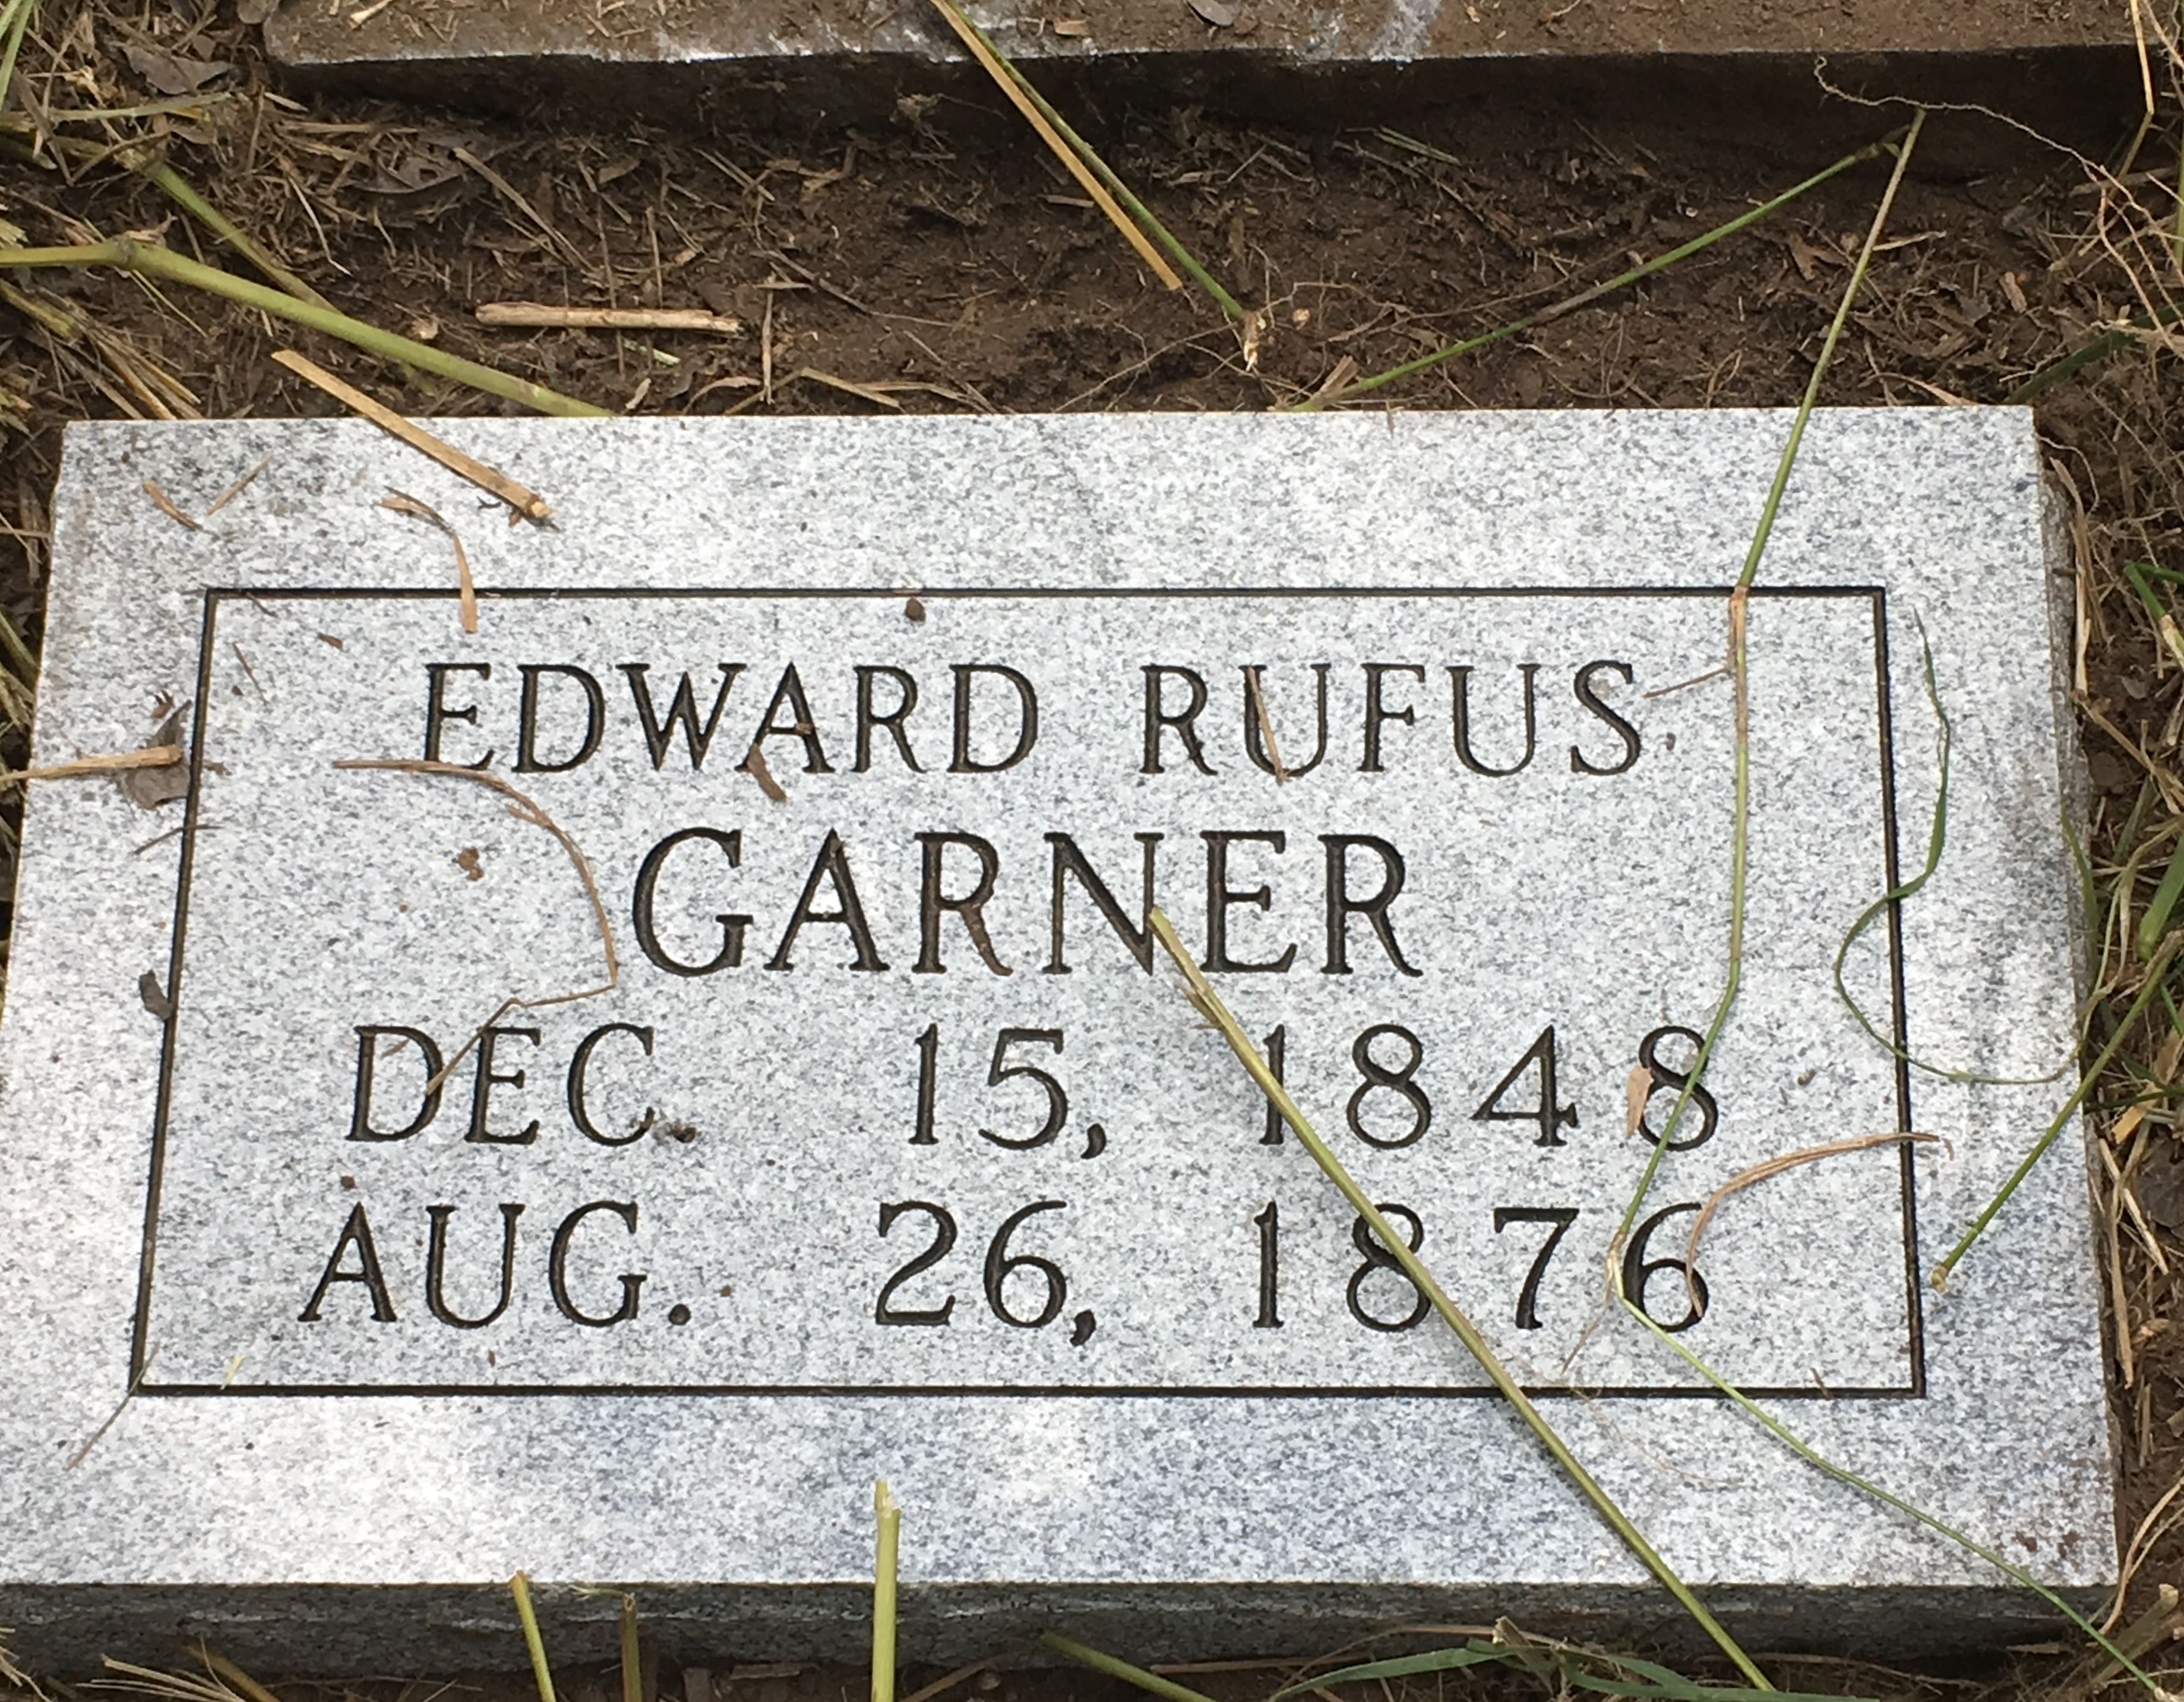 EDWARD RUFUS
GARNER
DEC. 15, 1848
AUG. 26, 1876